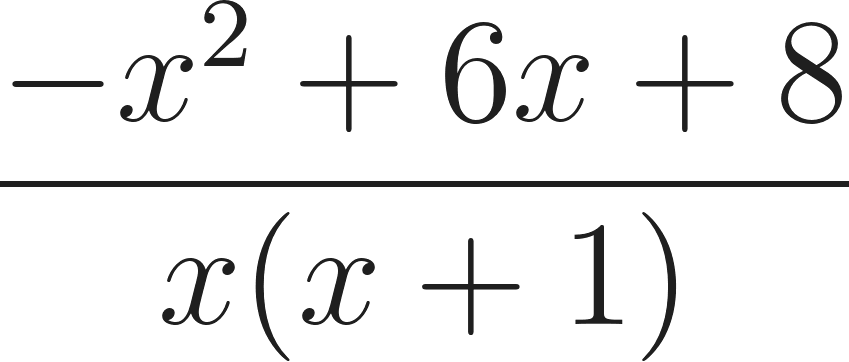 −x² + 6x + 8
x(x + 1)